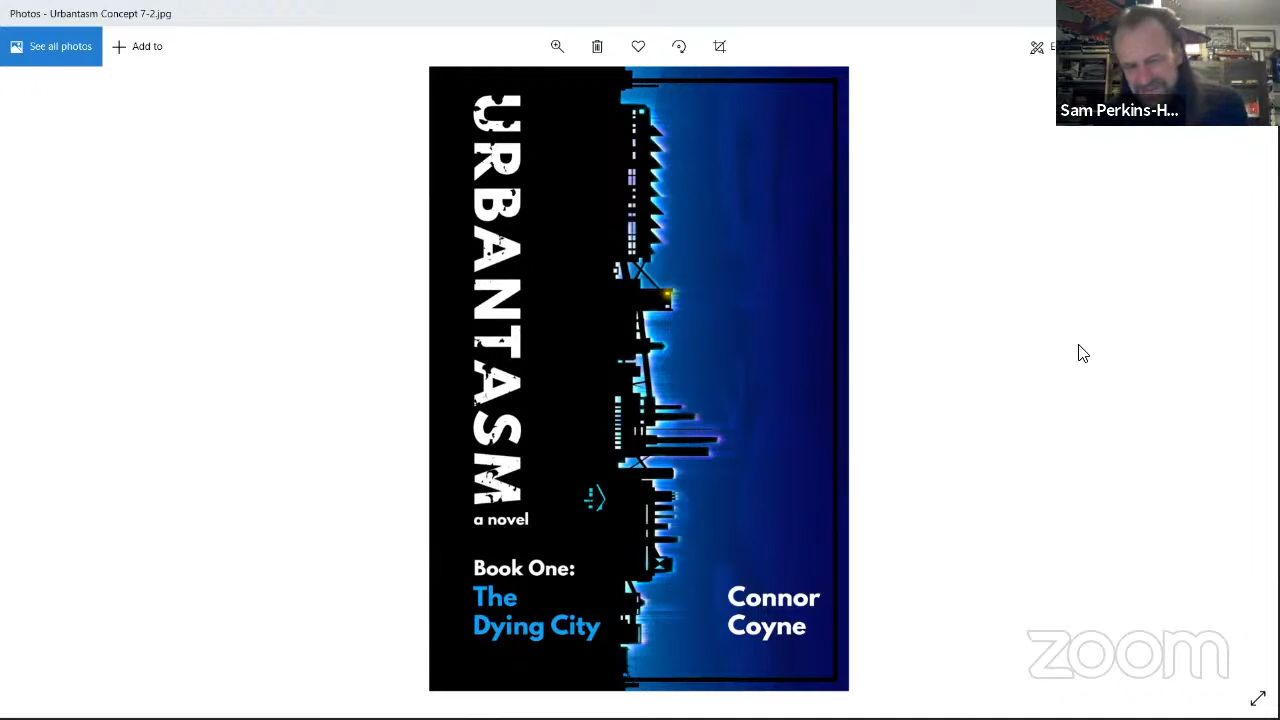 Photos - Urbantasm Concept 7-2.jpg
See all photos
Add to
E
Sam Perkins-H...
URBANTASM
a novel
Book One:
The
Dying City
Connor
Coyne
zoom